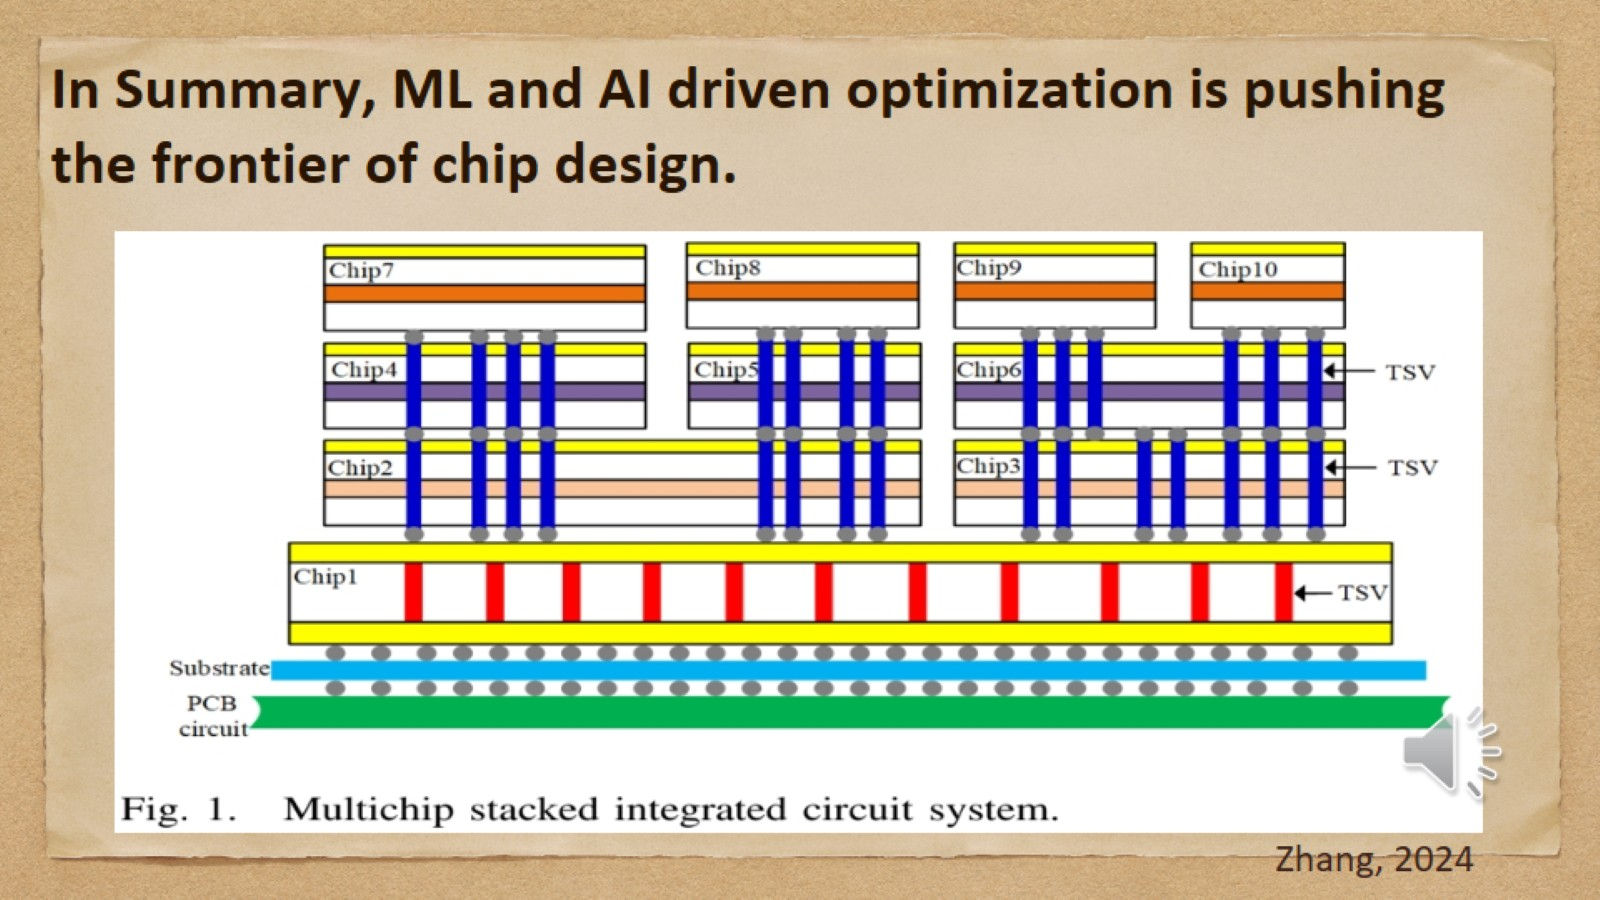 In Summary, ML and AI driven optimization is pushing
the frontier of chip design.
Chip7
Chip8
Chip9
Chip10
Chip4
Chip5
Chip6
TSV
Chip2
Chip3
TSV
Chip1
TSV
Substrate
PCB
circuit
Fig. 1. Multichip stacked integrated circuit system.
Zhang, 2024